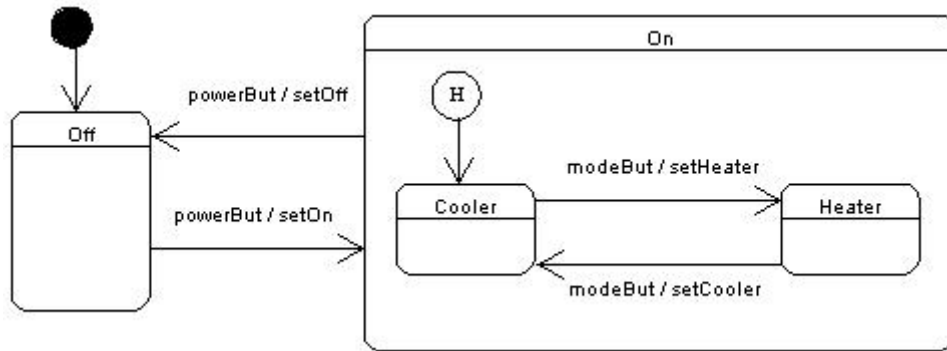 On
H
powerBut / setOff
Off
modeBut / setHeater
Cooler
Heater
powerBut / setOn
modeBut / setCooler